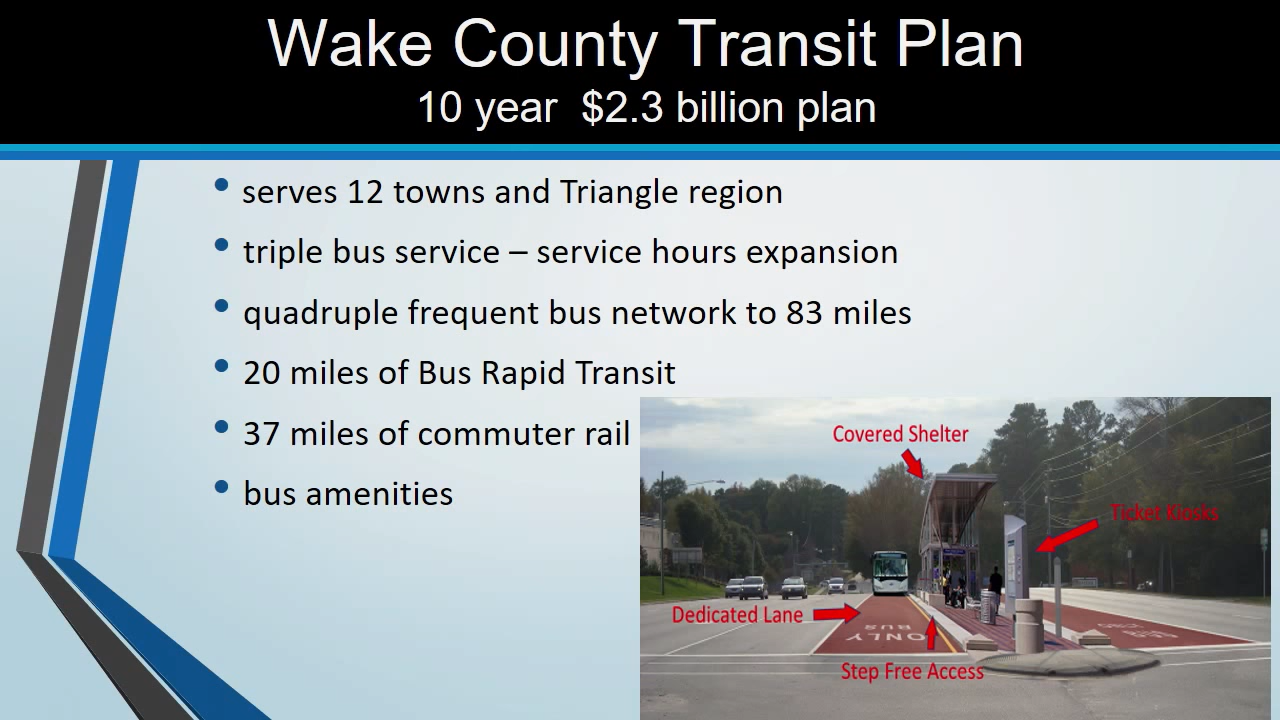 Wake County Transit Plan
10 year $2.3 billion plan
serves 12 towns and Triangle region
triple bus service – service hours expansion
quadruple frequent bus network to 83 miles
20 miles of Bus Rapid Transit
37 miles of commuter rail
bus amenities
Covered Shelter
Ticket Kiosks
Dedicated Lane
ONLY
BUS
Step Free Access